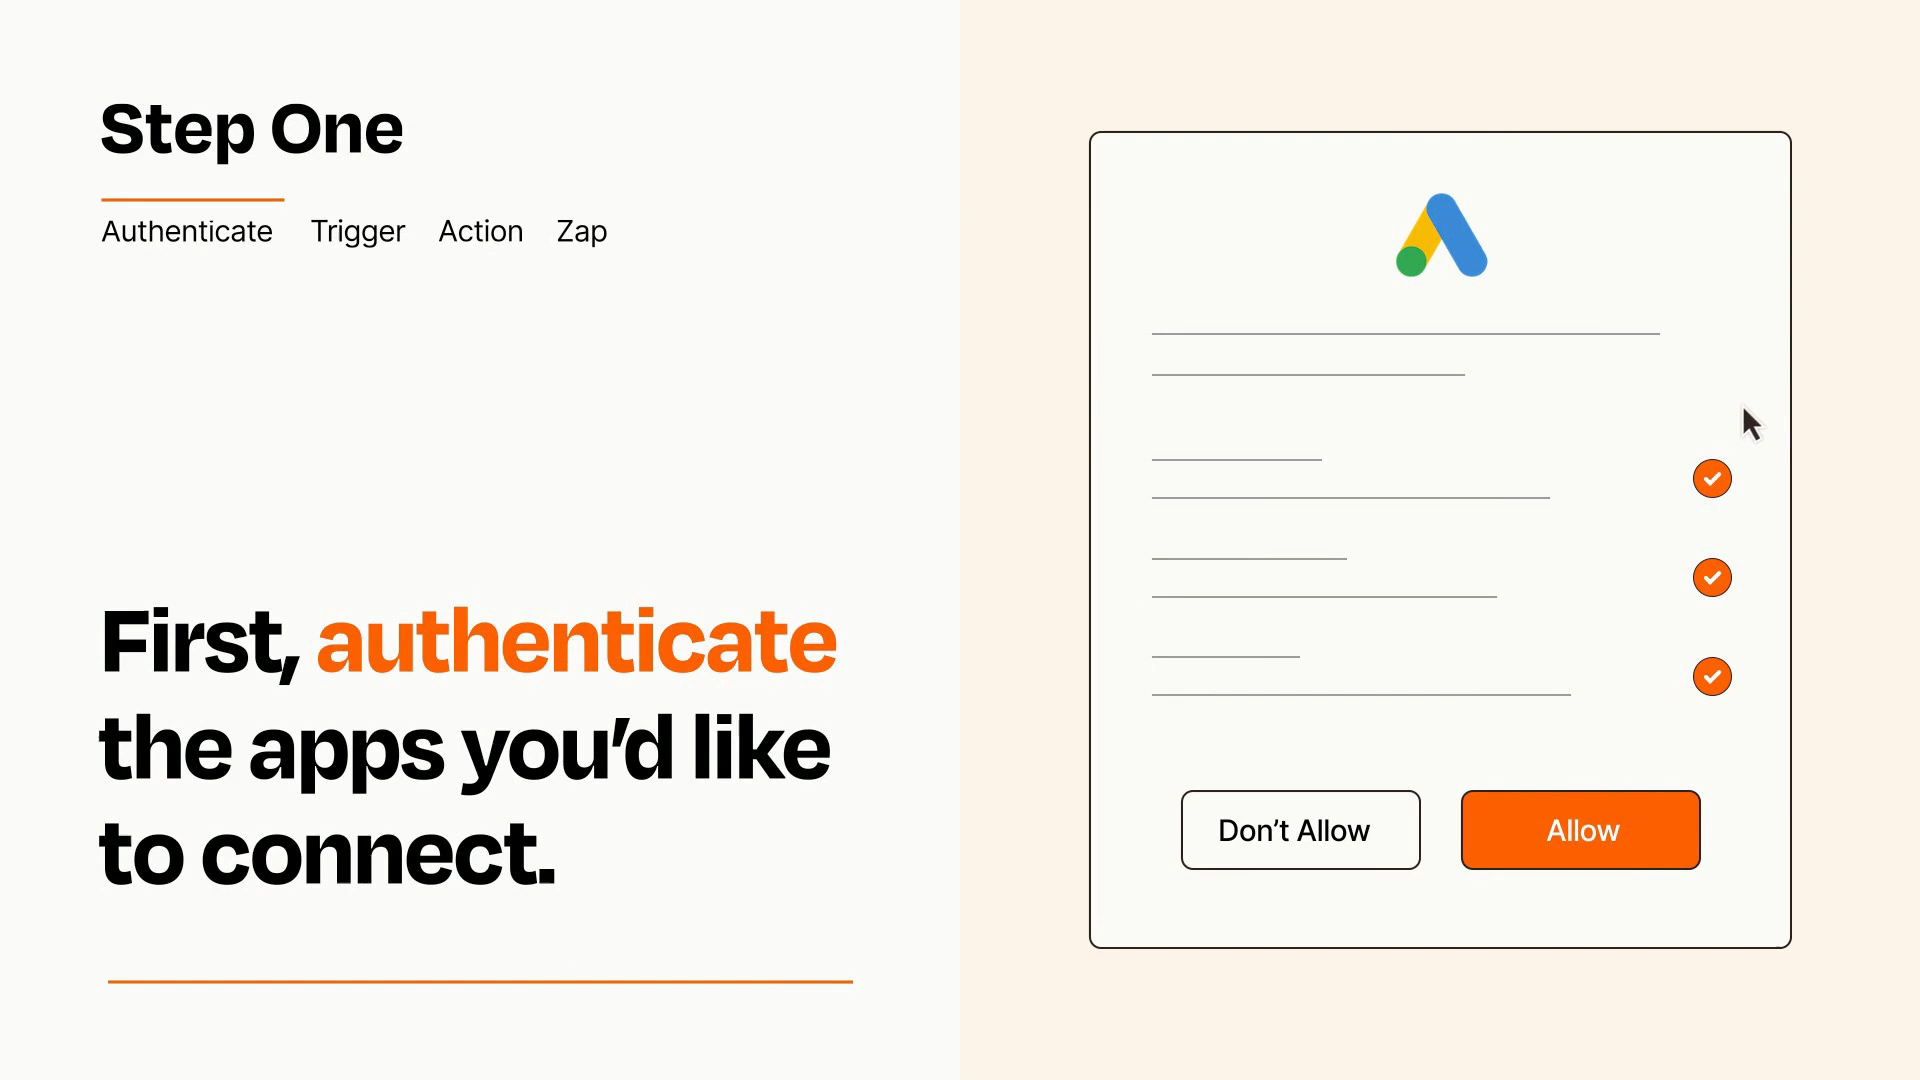 Step One
Authenticate Trigger Action Zap
First, authenticate
the apps you’d like
to connect.
Don’t Allow
Allow